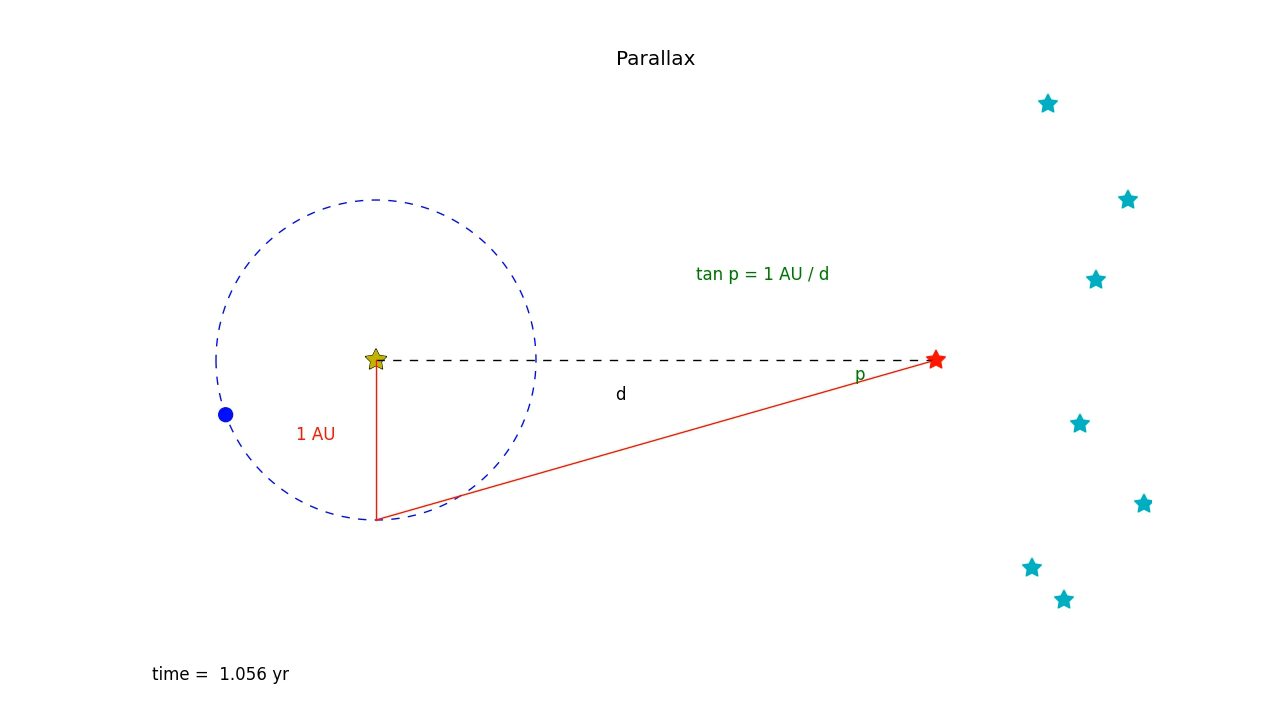 Parallax
tan p = 1 AU / d
p
d
1 AU
time =  1.056 yr